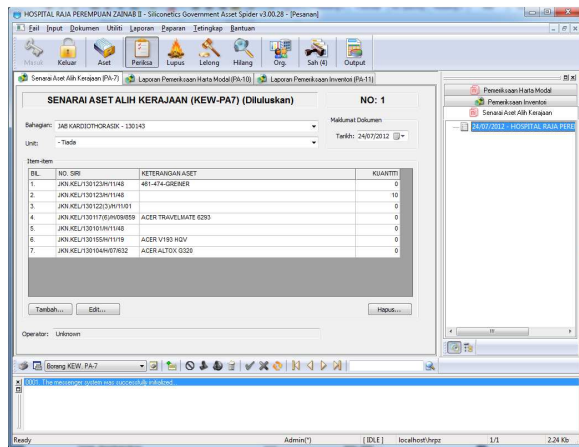 HOSPITAL RAJA PEREMPUAN ZAINAB II - Siliconetics Government Asset Spider v3.00.28 - [Pesanan]
Fail Input Dokumen Utiliti Laporan Paparan Tetingkap Bantuan
Masuk Keluar Aset Periksa Lupus Lelong Hilang Org. Sah (4) Output
Senarai Aset Alih Kerajaan (PA-7) Laporan Pemeriksaan Harta Modal (PA-10) Laporan Pemeriksaan Inventori (PA-11)
SENARAI ASET ALIH KERAJAAN (KEW-PA7) (Diluluskan) NO: 1
Bahagian: JAB KARDIOTHORASIK - 130143
Unit: - Tiada
Maklumat Dokumen
Tarikh: 24/07/2012
Item-item
BIL. NO. SIRI KETERANGAN ASET KUANTITI
1. JKN.KEL/130123/H/11/48 461-474-GREINER 0
2. JKN.KEL/130123/H/11/48 10
3. JKN.KEL/130122(3)/H/11/01 0
4. JKN.KEL/130117(6)/H/09/859 ACER TRAVELMATE 6293 0
5. JKN.KEL/130101/H/11/48 0
6. JKN.KEL/130155/H/11/19 ACER V193 HQV 0
7. JKN.KEL/130104/H/07/632 ACER ALTOX G320 0
Tambah... Edit... Hapus...
Operator: Unknown
Pemeriksaan Harta Modal
Pemeriksaan Inventori
Senarai Aset Alih Kerajaan
24/07/2012 - HOSPITAL RAJA PERE
Borang KEW. PA-7
0001. The messenger system was successfully initialized...
Ready Admin(*) [ IDLE ] localhost\hrpz 1/1 2.24 Kb